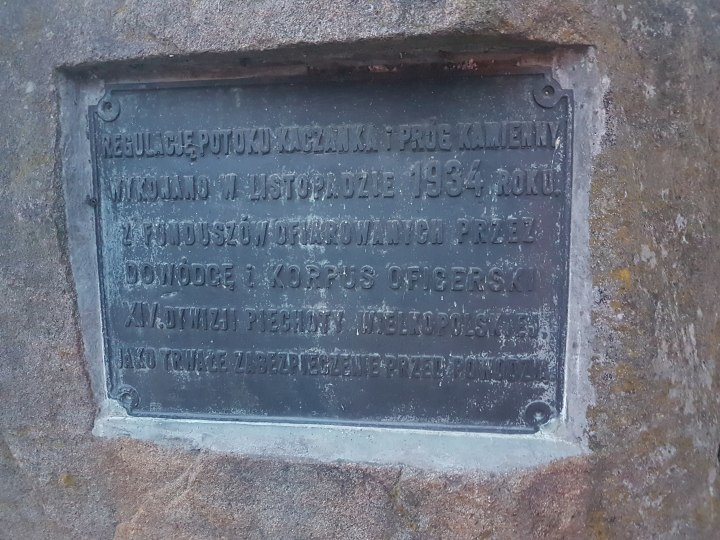 REGULACJĘ POTOKU KACZANKA i PRÓG KAMIENNY
WYKONANO W LISTOPADZIE 1934 ROKU.
Z FUNDUSZÓW OFIAROWANYCH PRZEZ
DOWÓDCĘ i KORPUS OFICERSKI
XIV. DYWIZJI PIECHOTY WIELKOPOLSKIEJ
JAKO TRWAŁE ZABEZPIECZENIE PRZED POWODZIĄ